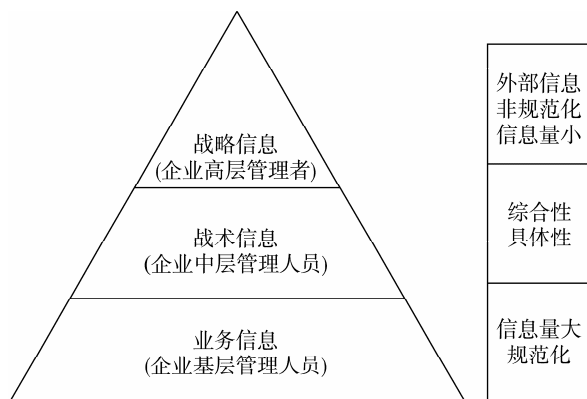 战略信息
(企业高层管理者)
战术信息
(企业中层管理人员)
业务信息
(企业基层管理人员)
外部信息
非规范化
信息量小
综合性
具休性
信息量大
规范化